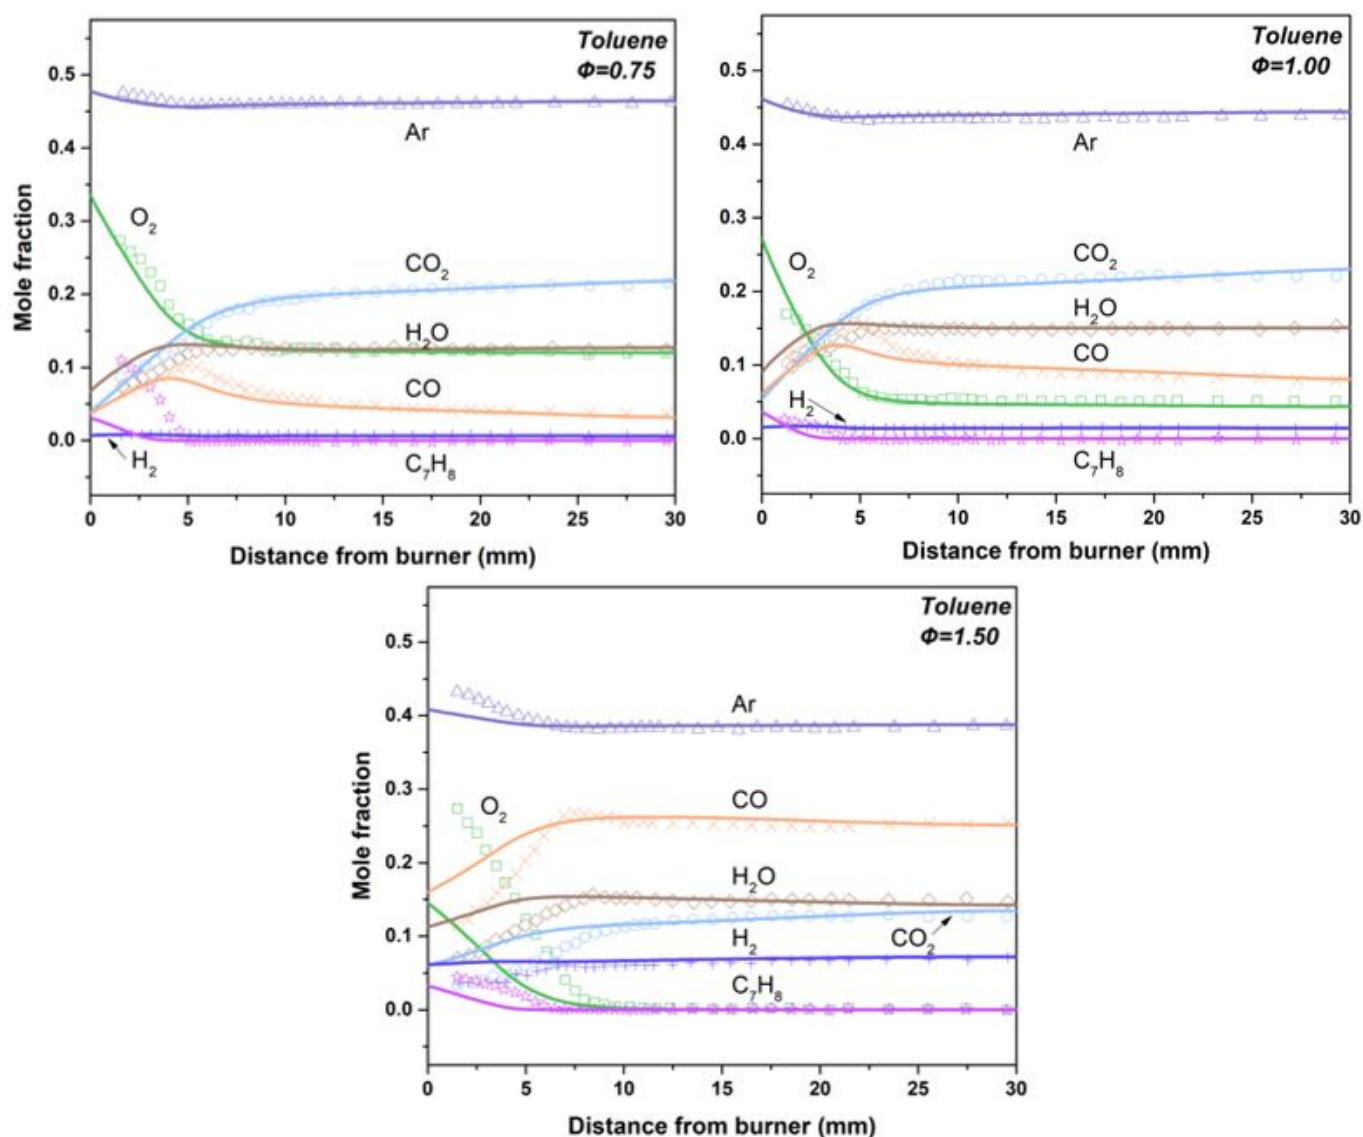 Toluene
Φ=0.75
0.5
0.4
0.3
0.2
0.1
0.0
Mole fraction
Ar
O₂
CO₂
H₂O
CO
H₂
C₇H₈
0 5 10 15 20 25 30
Distance from burner (mm)
Toluene
Φ=1.00
0.5
0.4
0.3
0.2
0.1
0.0
Ar
O₂
CO₂
H₂O
CO
H₂
C₇H₈
0 5 10 15 20 25 30
Distance from burner (mm)
Toluene
Φ=1.50
0.5
0.4
0.3
0.2
0.1
0.0
Mole fraction
Ar
CO
O₂
H₂O
H₂
CO₂
C₇H₈
0 5 10 15 20 25 30
Distance from burner (mm)